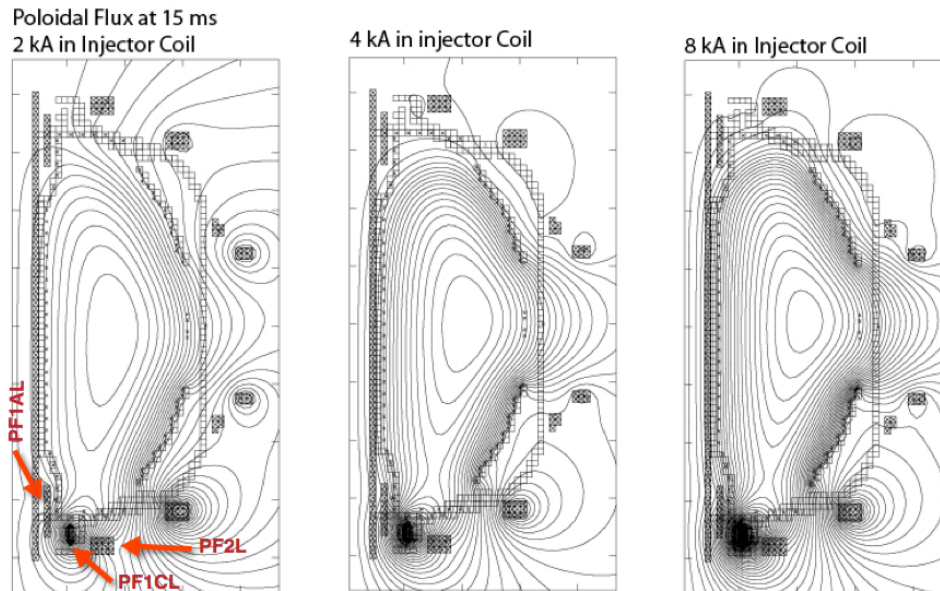 Poloidal Flux at 15 ms
2 kA in Injector Coil
4 kA in injector Coil
8 kA in Injector Coil
PF1AL
PF2L
PF1CL